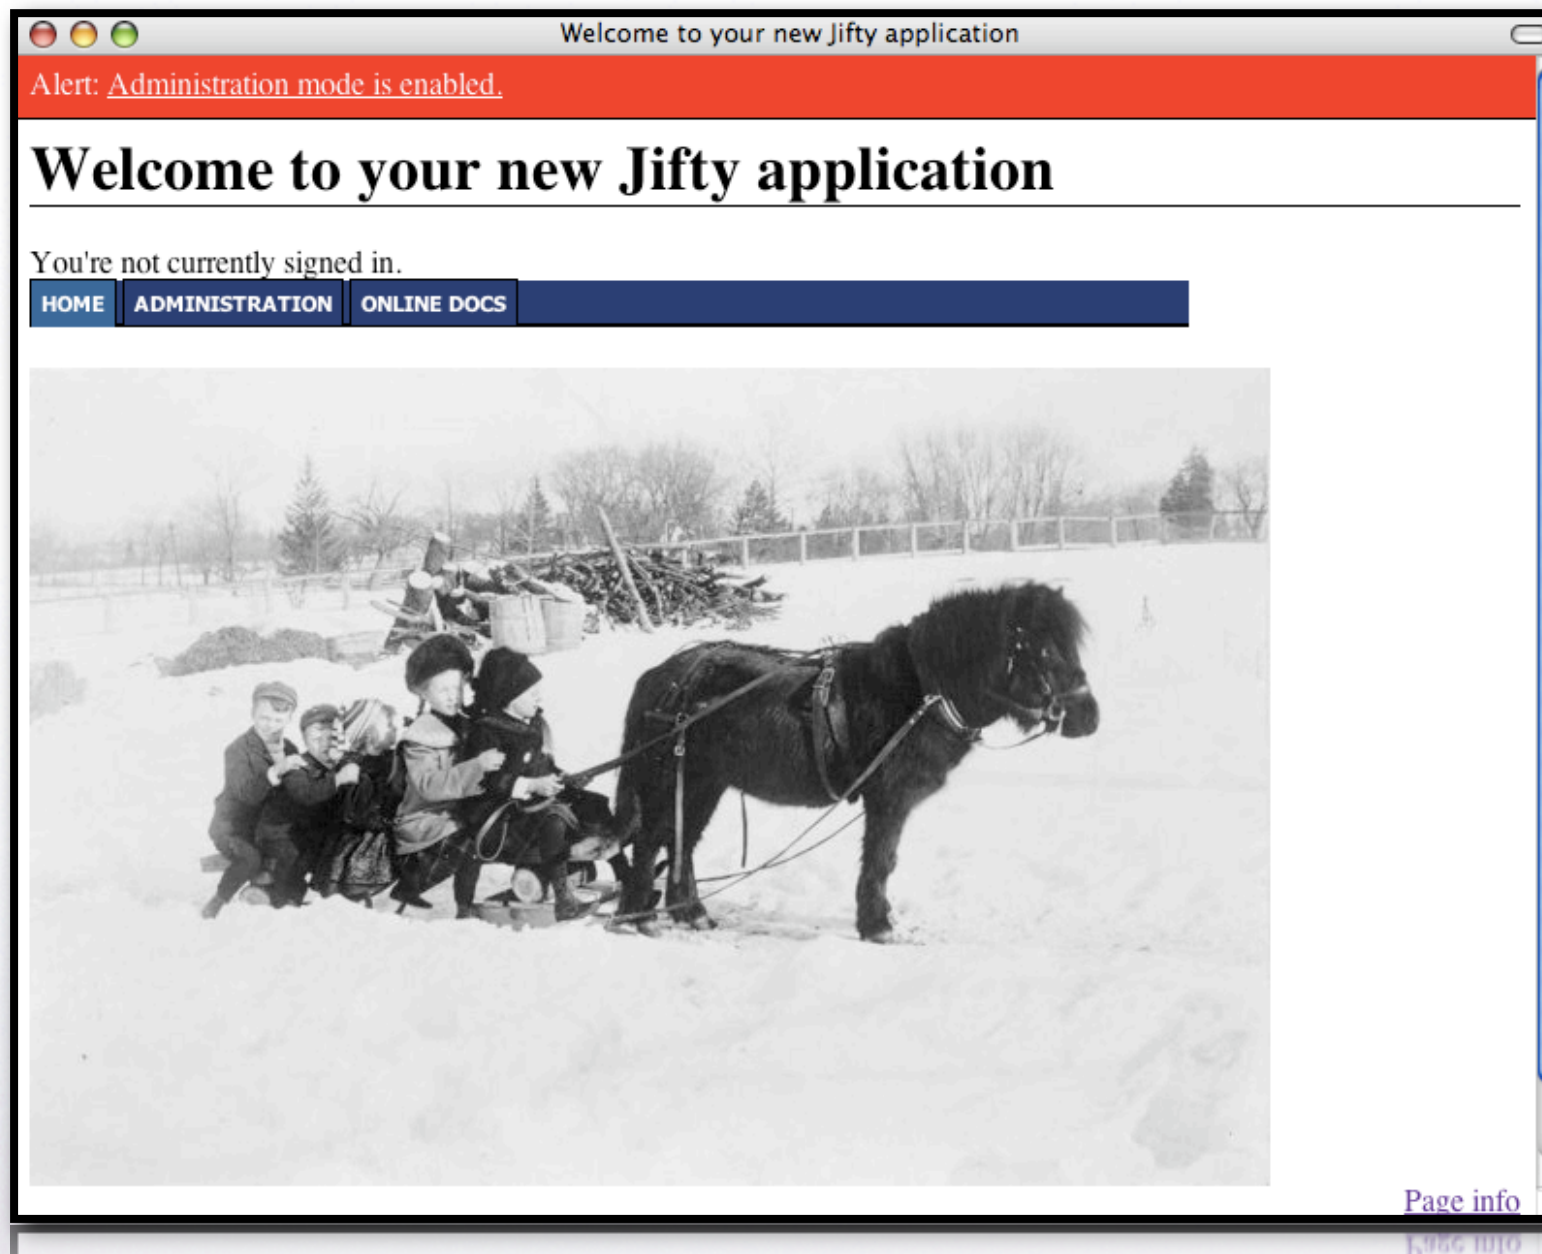 Welcome to your new Jifty application
Alert: Administration mode is enabled.
Welcome to your new Jifty application
You're not currently signed in.
HOME ADMINISTRATION ONLINE DOCS
Page info